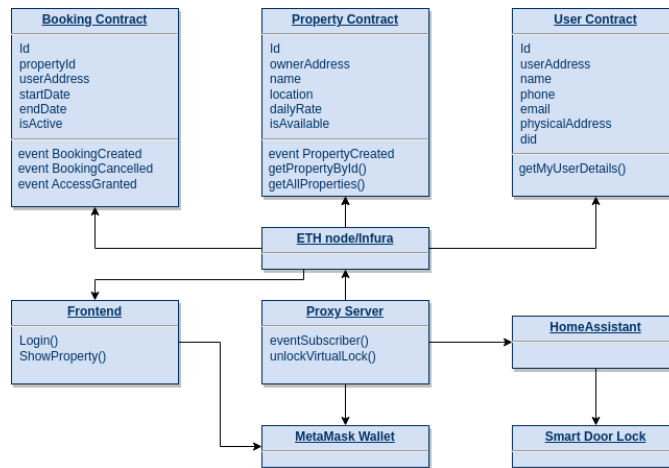 Booking Contract
Id
propertyId
userAddress
startDate
endDate
isActive
event BookingCreated
event BookingCancelled
event AccessGranted
Property Contract
Id
ownerAddress
name
location
dailyRate
isAvailable
event PropertyCreated
getPropertyById()
getAllProperties()
User Contract
Id
userAddress
name
phone
email
physicalAddress
did
getMyUserDetails()
ETH node/Infura
Frontend
Login()
ShowProperty()
Proxy Server
eventSubscriber()
unlockVirtualLock()
HomeAssistant
MetaMask Wallet
Smart Door Lock